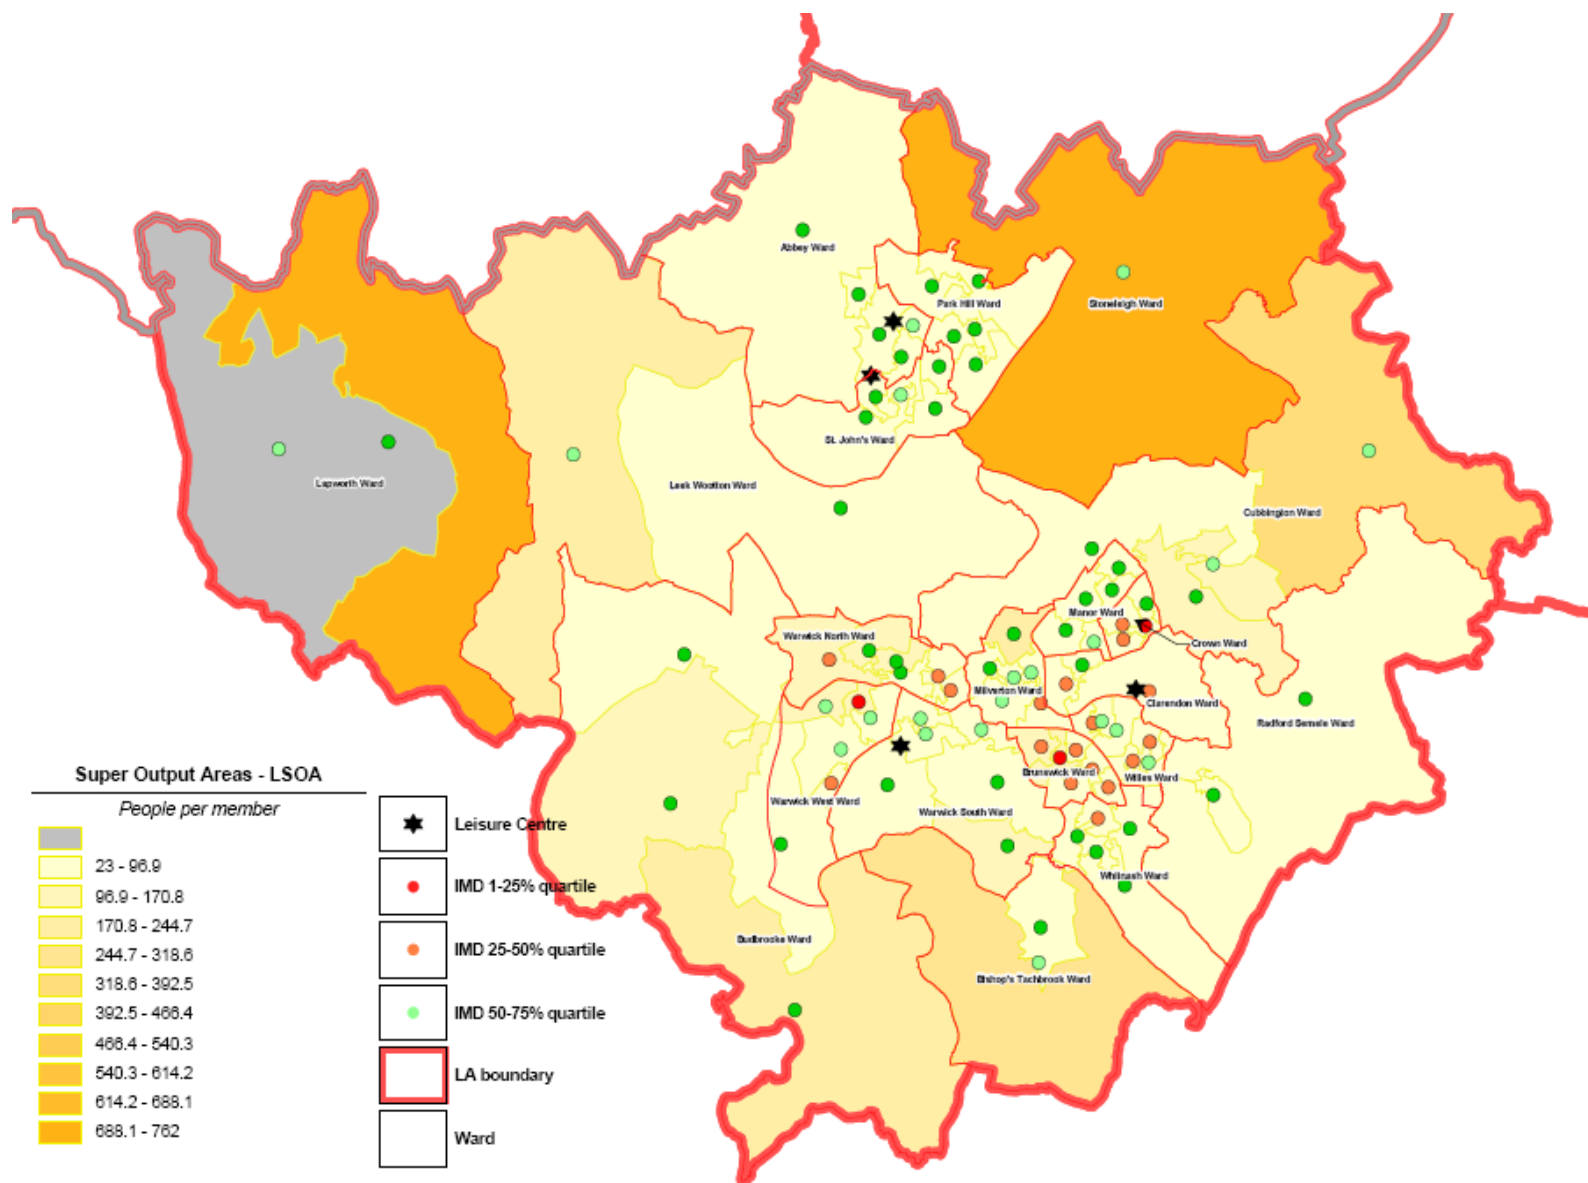 Abbey Ward
Park Hill Ward
Stoneleigh Ward
St. John's Ward
Lapworth Ward
Leek Wootton Ward
Cubbington Ward
Manor Ward
Warwick North Ward
Crown Ward
Milverton Ward
Clarendon Ward
Radford Semele Ward
Brunswick Ward
Willes Ward
Warwick West Ward
Warwick South Ward
Whitnash Ward
Budbrooke Ward
Bishop's Tachbrook Ward
Super Output Areas - LSOA
People per member
23 - 96.9
96.9 - 170.8
170.8 - 244.7
244.7 - 318.6
318.6 - 392.5
392.5 - 466.4
466.4 - 540.3
540.3 - 614.2
614.2 - 688.1
688.1 - 762
Leisure Centre
IMD 1-25% quartile
IMD 25-50% quartile
IMD 50-75% quartile
LA boundary
Ward